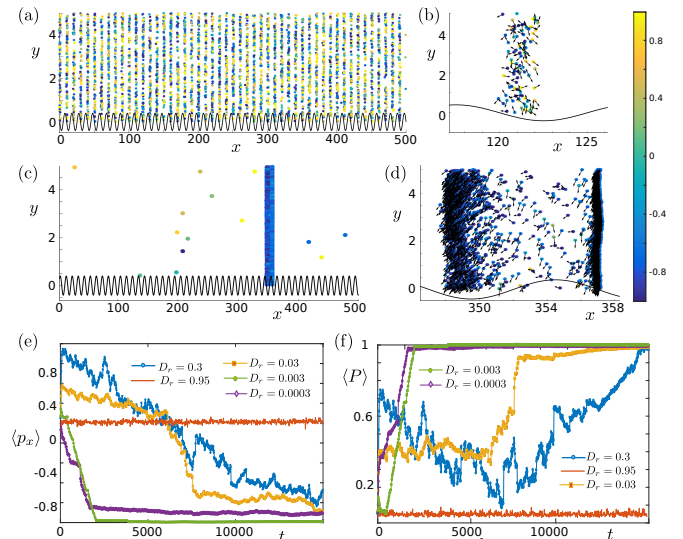 (a)
y
4
2
0
0
100
200
300
400
500
x
(b)
y
4
2
0
120
125
x
0.8
0.4
0
-0.4
-0.8
(c)
y
4
2
0
0
100
200
300
400
500
x
(d)
y
4
2
0
350
354
358
x
(e)
⟨p_x⟩
0.8
0.4
0
-0.4
-0.8
0
5000
10000
t
D_r = 0.3
D_r = 0.95
D_r = 0.03
D_r = 0.003
D_r = 0.0003
(f)
⟨P⟩
1
0.6
0.2
0
5000
10000
t
D_r = 0.003
D_r = 0.0003
D_r = 0.3
D_r = 0.95
D_r = 0.03